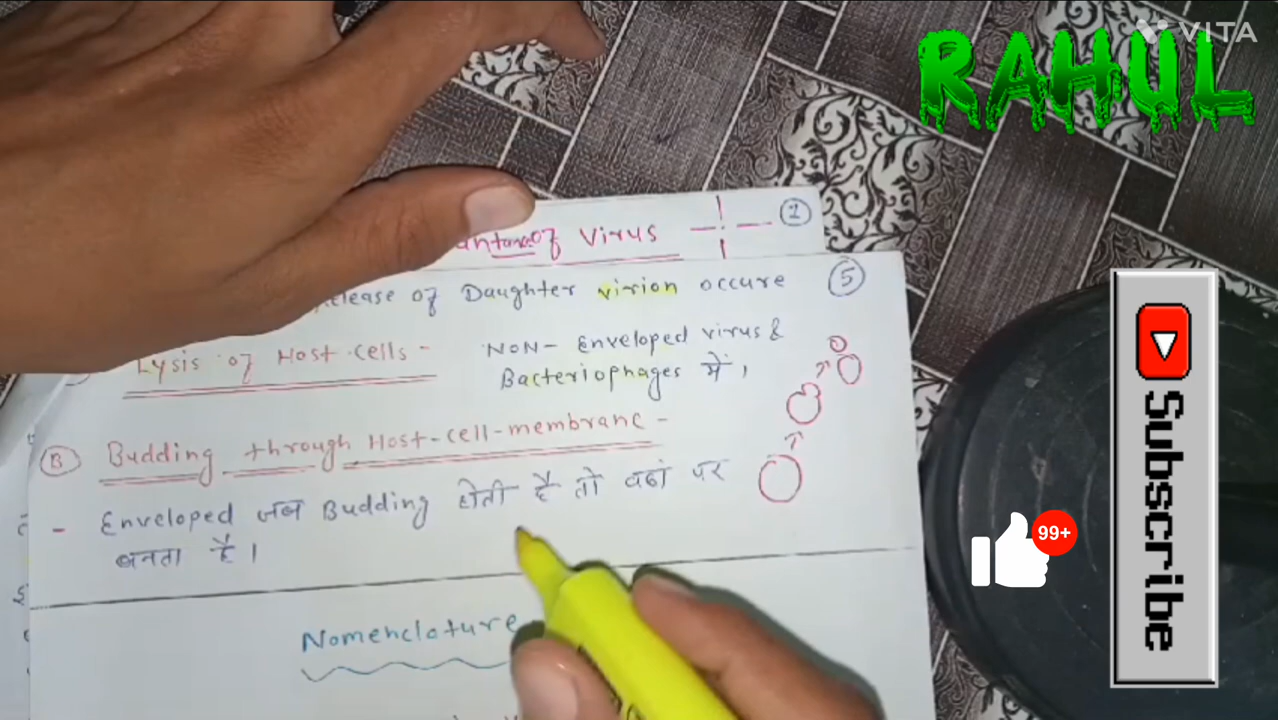 VITA
RAHUL
of Virus
2
Release of Daughter virion occure
5
Lysis of Host cells -
NON- Enveloped virus &
Bacteriophages में ।
B Budding through Host-cell-membrane -
- Enveloped जब Budding होती है तो वहां पर
बनता है ।
Nomenclature
Subscribe
99+